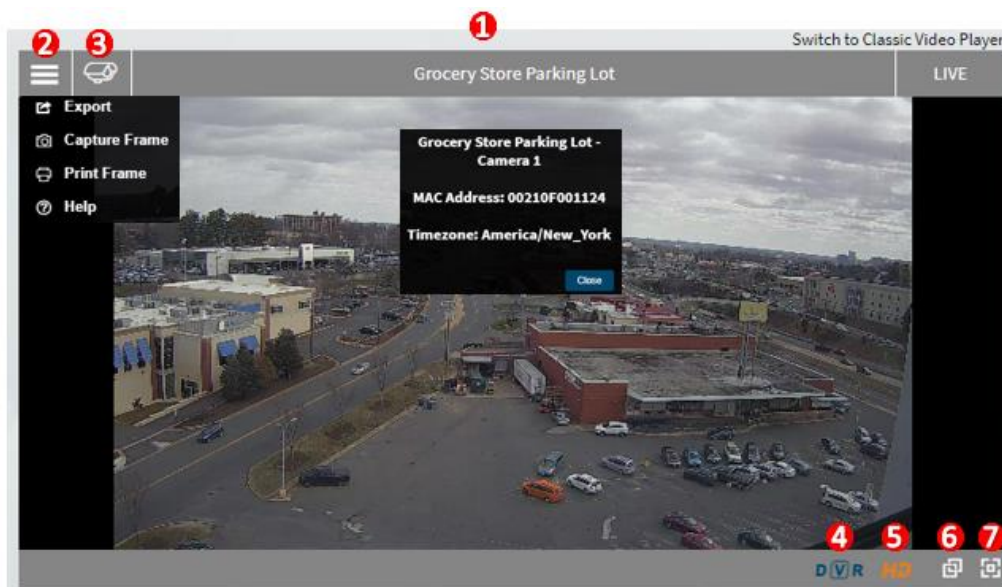 1
2
3
Switch to Classic Video Player
Grocery Store Parking Lot
LIVE
Export
Capture Frame
Print Frame
Help
Grocery Store Parking Lot -
Camera 1
MAC Address: 00210F001124
Timezone: America/New_York
Close
4
5
6
7
DVR
HD